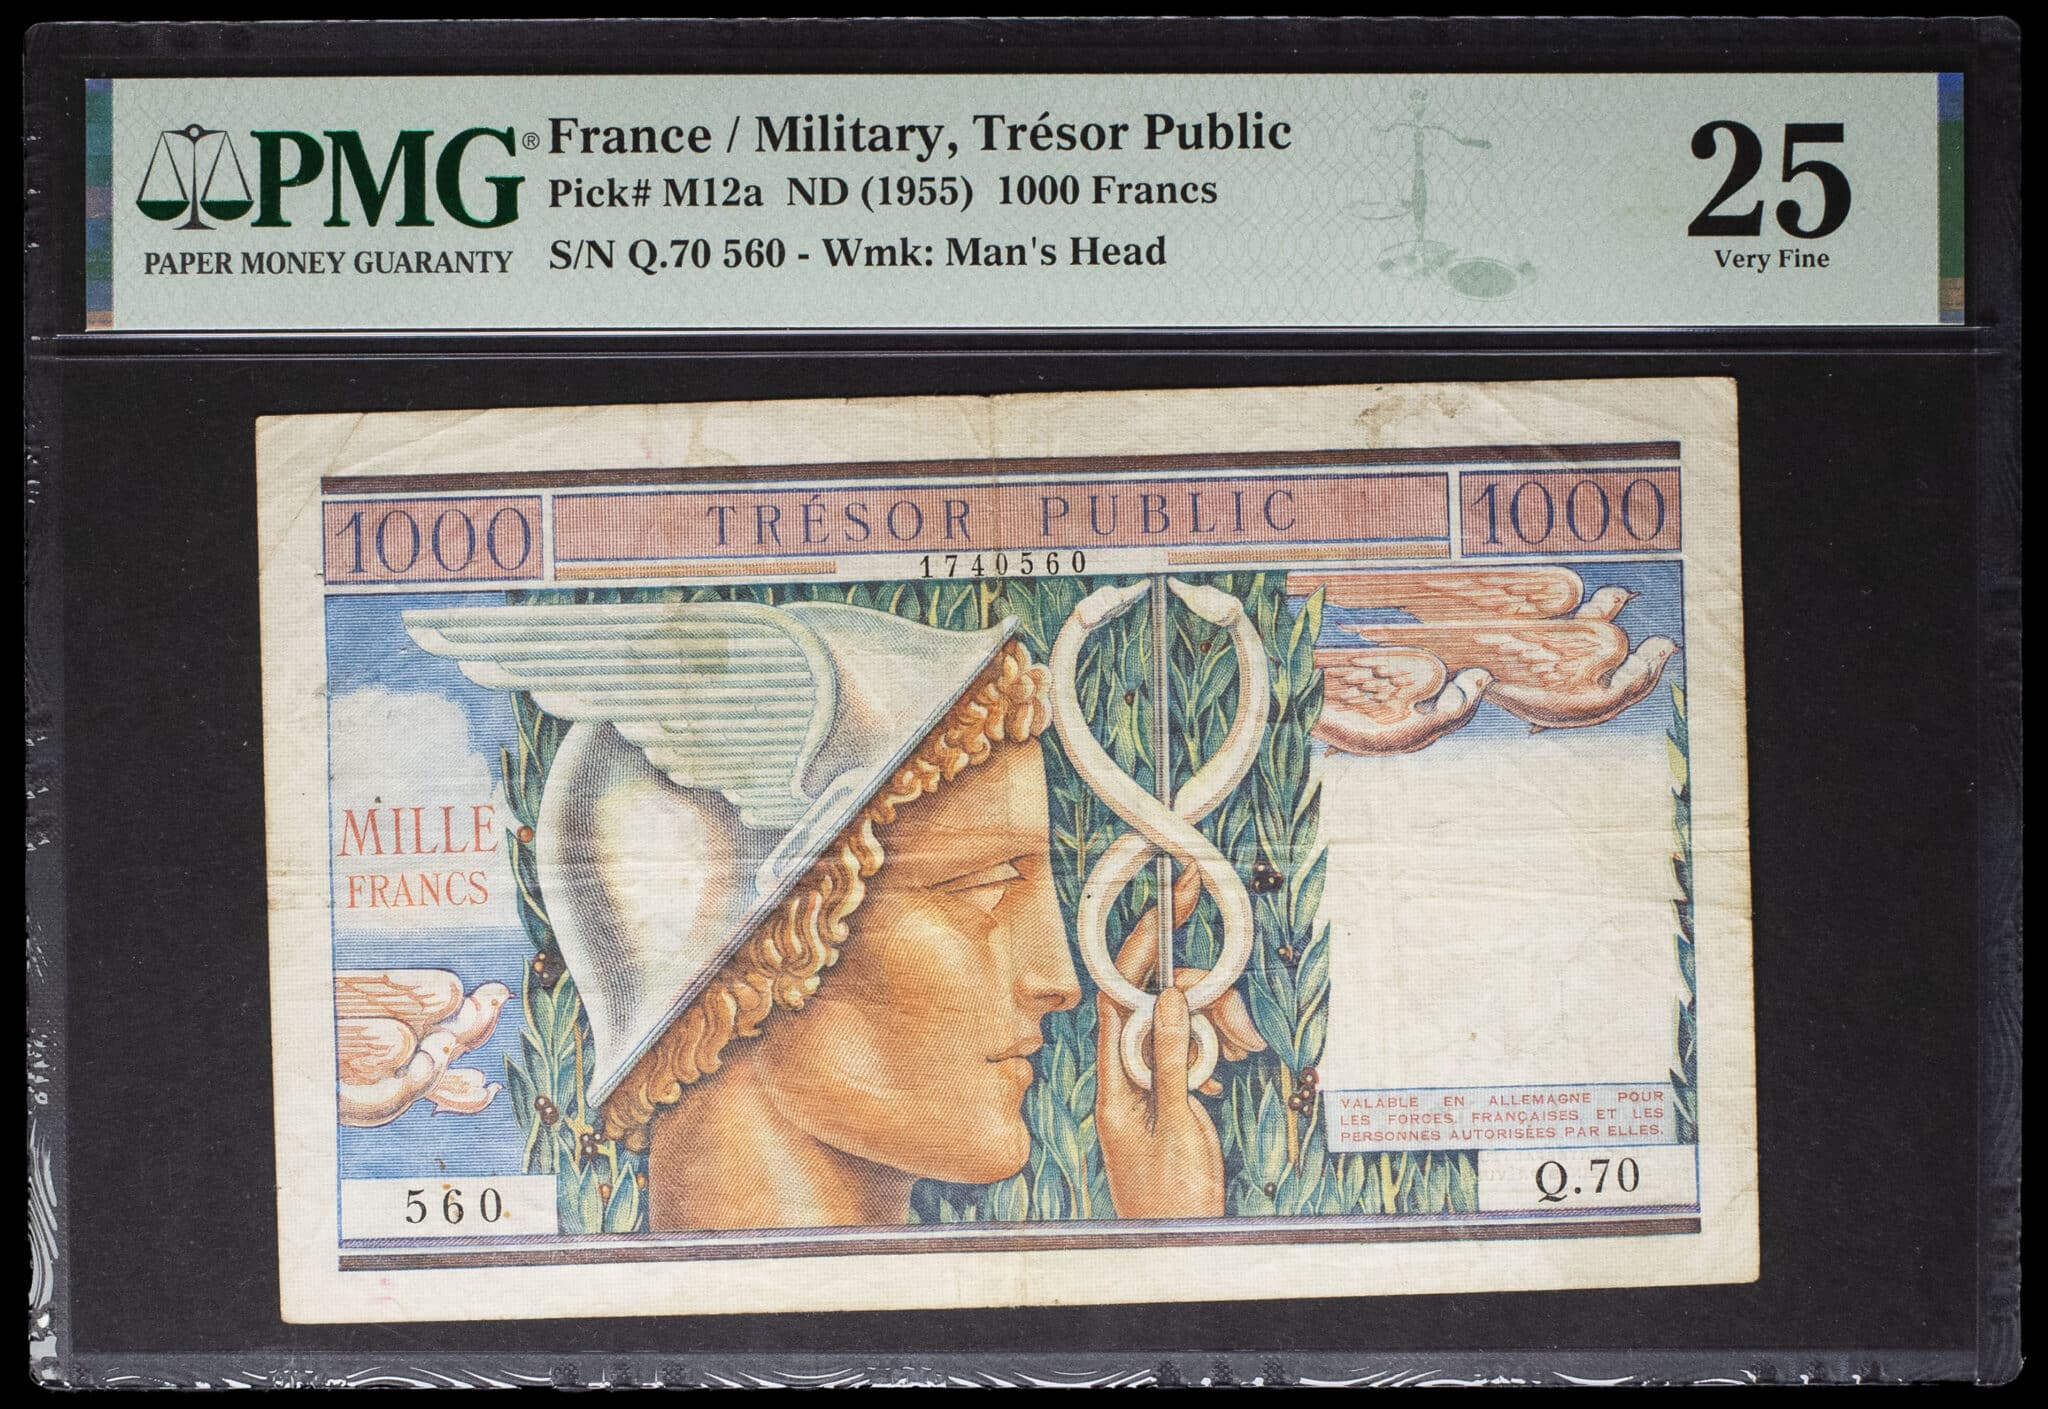 PMG® France / Military, Trésor Public
Pick# M12a ND (1955) 1000 Francs
PAPER MONEY GUARANTY
S/N Q.70 560 - Wmk: Man's Head
25
Very Fine
1000 TRÉSOR PUBLIC 1000
1740560
MILLE
FRANCS
VALABLE EN ALLEMAGNE POUR
LES FORCES FRANÇAISES ET LES
PERSONNES AUTORISÉES PAR ELLES.
560
Q.70